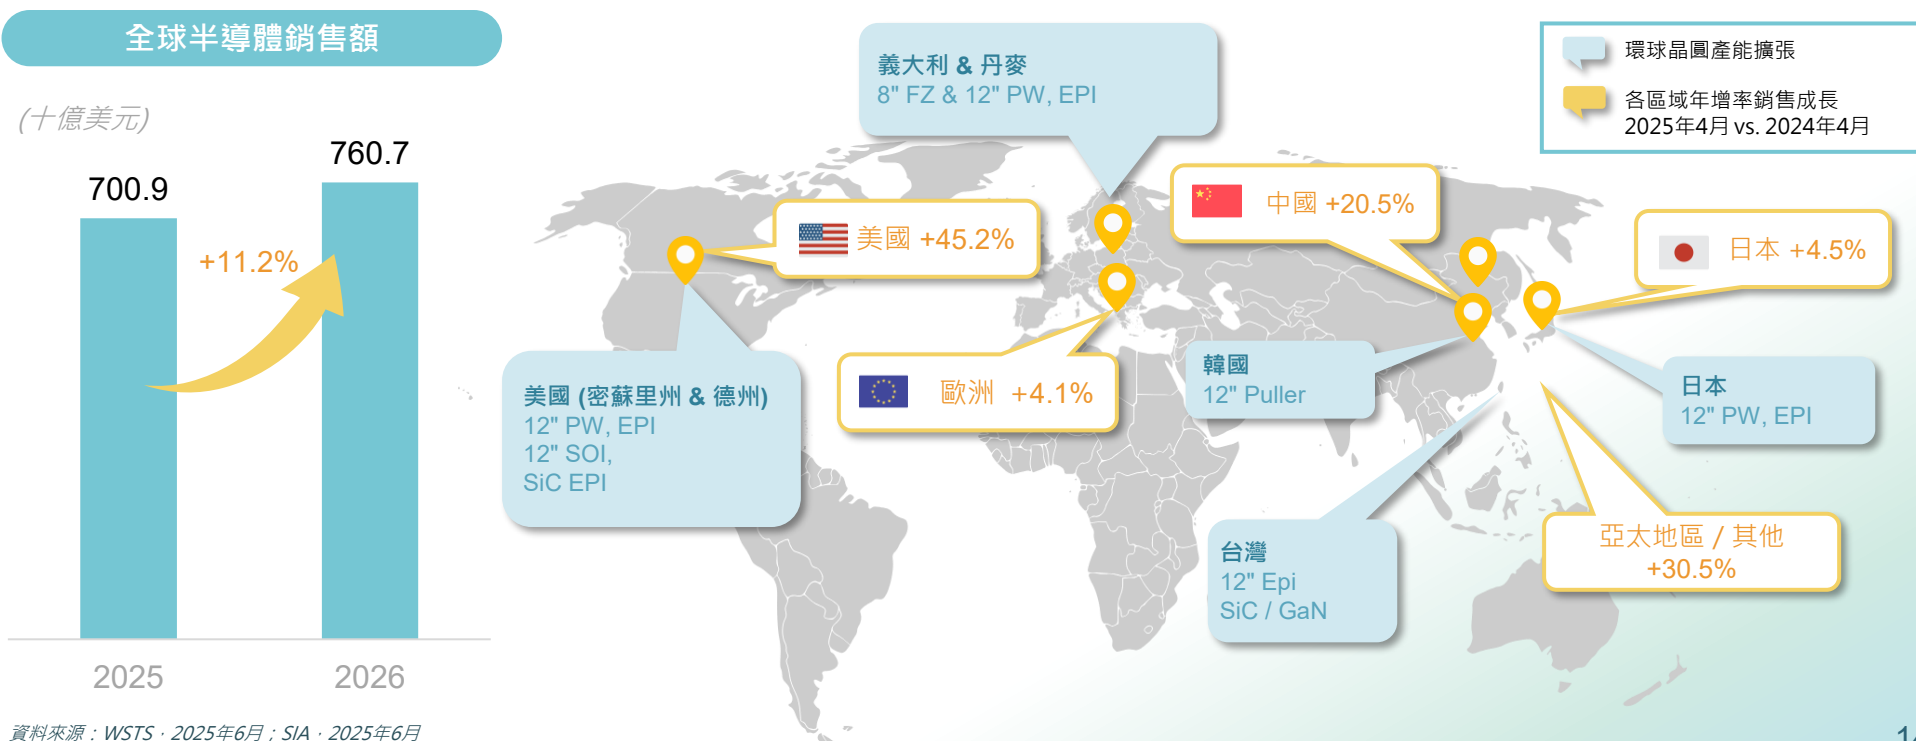 全球半導體銷售額
(十億美元)
700.9
760.7
+11.2%
2025
2026
資料來源：WSTS，2025年6月；SIA，2025年6月
義大利 & 丹麥
8" FZ & 12" PW, EPI
環球晶圓產能擴張
各區域年增率銷售成長
2025年4月 vs. 2024年4月
美國 +45.2%
中國 +20.5%
日本 +4.5%
歐洲 +4.1%
美國 (密蘇里州 & 德州)
12" PW, EPI
12" SOI,
SiC EPI
韓國
12" Puller
日本
12" PW, EPI
台灣
12" Epi
SiC / GaN
亞太地區 / 其他
+30.5%